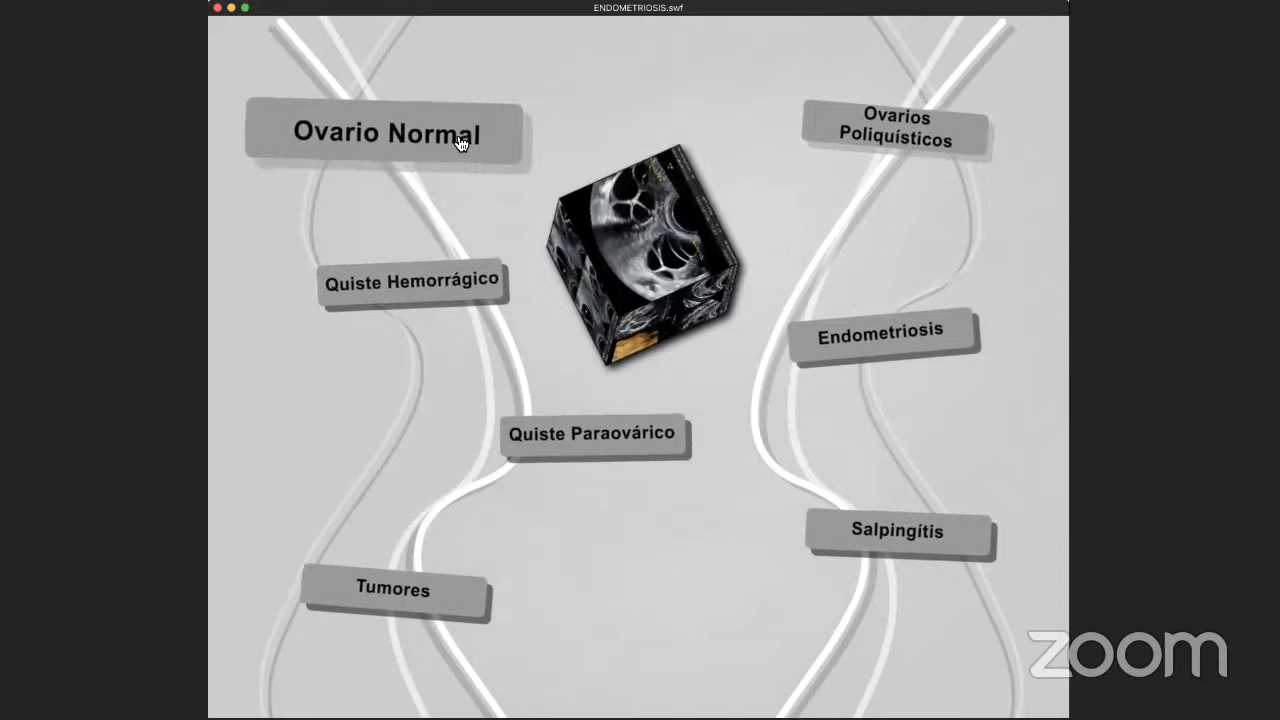 ENDOMETRIOSIS.swf
Ovario Normal
Ovarios
Poliquísticos
Quiste Hemorrágico
Endometriosis
Quiste Paraovárico
Salpingítis
Tumores
zoom